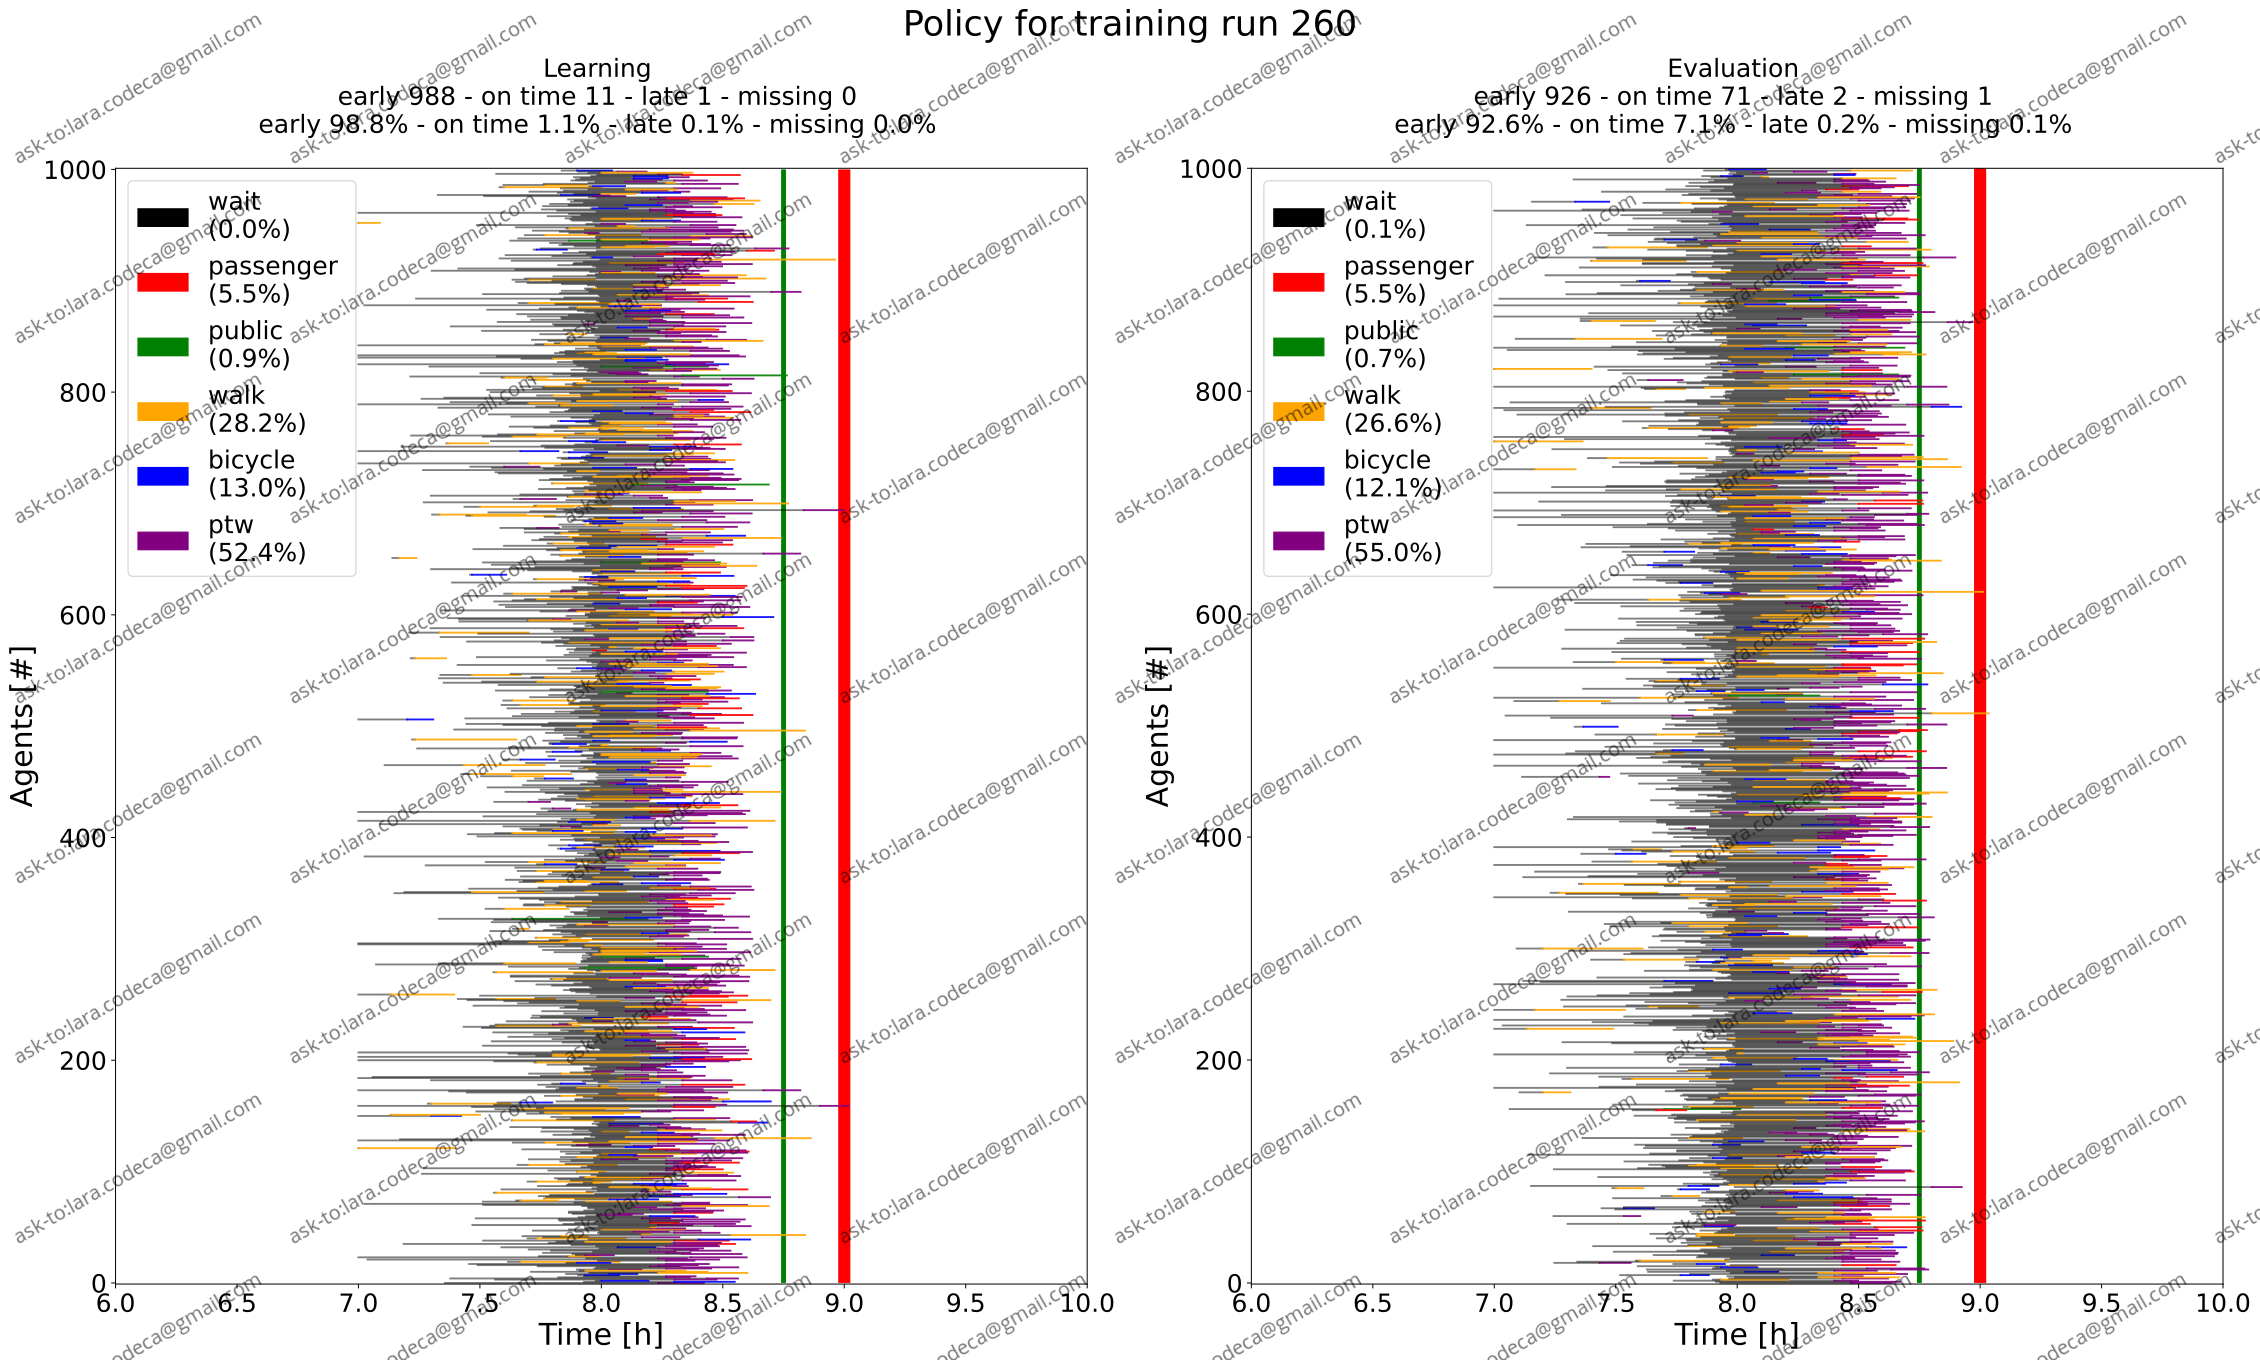 Policy for training run 260
Learning
early 988 - on time 11 - late 1 - missing 0
early 98.8% - on time 1.1% - late 0.1% - missing 0.0%
1000
800
600
400
200
0
Agents [#]
wait
(0.0%)
passenger
(5.5%)
public
(0.9%)
walk
(28.2%)
bicycle
(13.0%)
ptw
(52.4%)
6.0 6.5 7.0 7.5 8.0 8.5 9.0 9.5 10.0
Time [h]
Evaluation
early 926 - on time 71 - late 2 - missing 1
early 92.6% - on time 7.1% - late 0.2% - missing 0.1%
1000
800
600
400
200
0
Agents [#]
wait
(0.1%)
passenger
(5.5%)
public
(0.7%)
walk
(26.6%)
bicycle
(12.1%)
ptw
(55.0%)
6.0 6.5 7.0 7.5 8.0 8.5 9.0 9.5 10.0
Time [h]
ask-to:lara.codeca@gmail.com